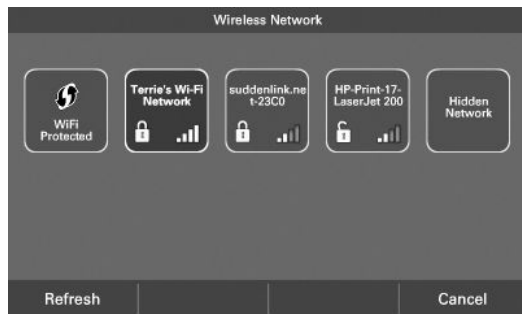 Wireless Network
WiFi
Protected
Terrie's Wi-Fi
Network
suddenlink.ne
t-23C0
HP-Print-17-
LaserJet 200
Hidden
Network
Refresh
Cancel